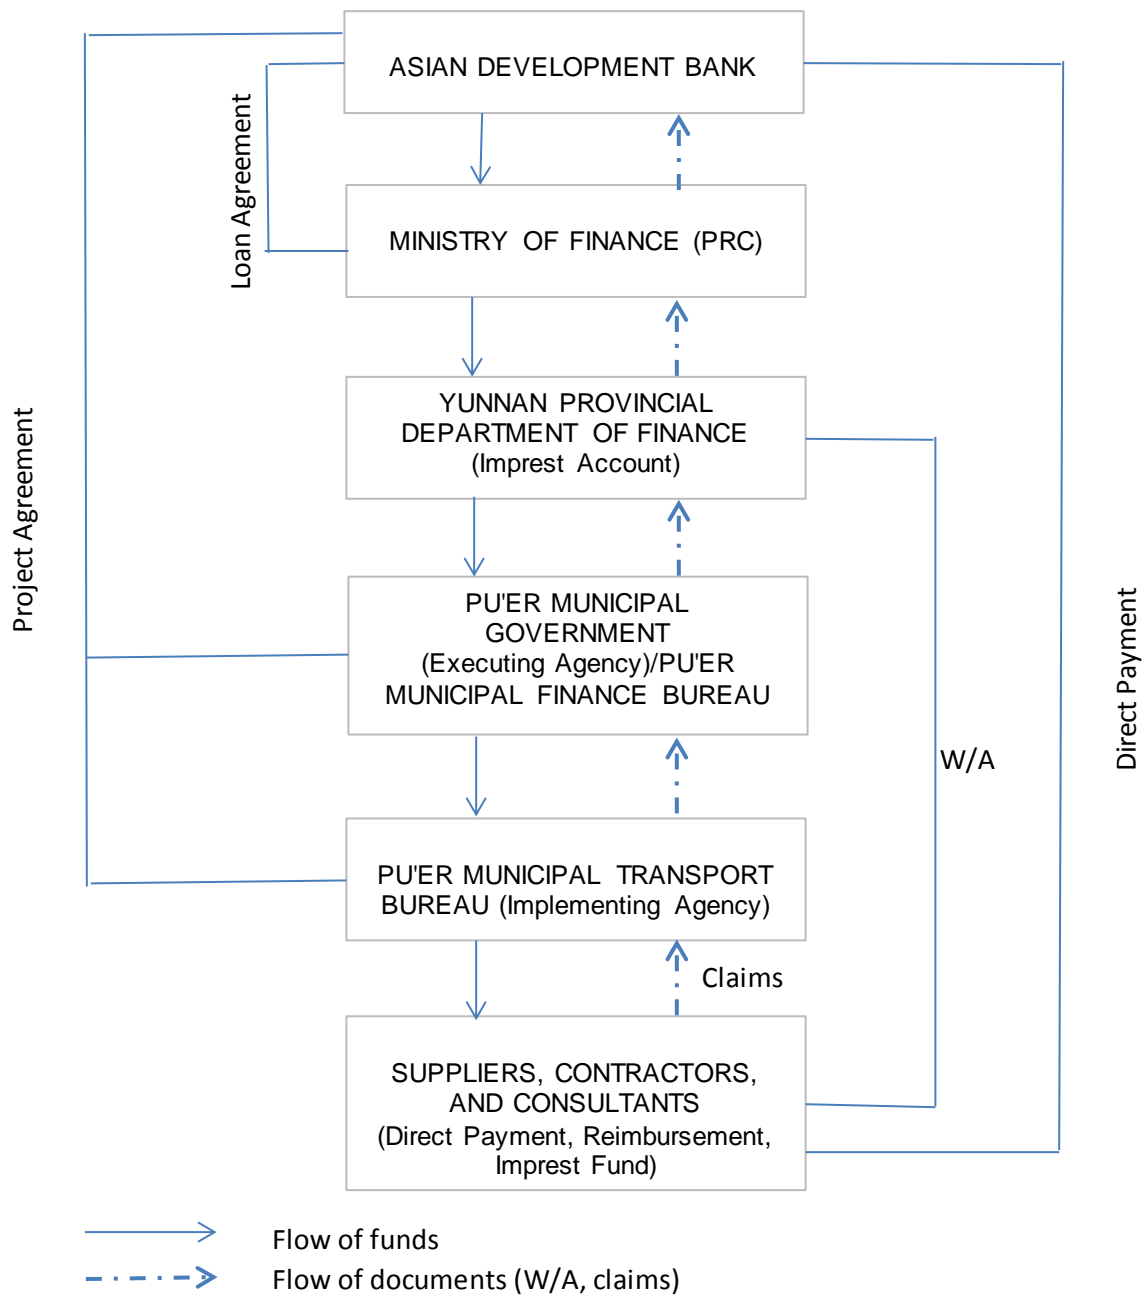 ASIAN DEVELOPMENT BANK
Loan Agreement
MINISTRY OF FINANCE (PRC)
YUNNAN PROVINCIAL
DEPARTMENT OF FINANCE
(Imprest Account)
Project Agreement
PU'ER MUNICIPAL
GOVERNMENT
(Executing Agency)/PU'ER
MUNICIPAL FINANCE BUREAU
Direct Payment
W/A
PU'ER MUNICIPAL TRANSPORT
BUREAU (Implementing Agency)
Claims
SUPPLIERS, CONTRACTORS,
AND CONSULTANTS
(Direct Payment, Reimbursement,
Imprest Fund)
Flow of funds
Flow of documents (W/A, claims)